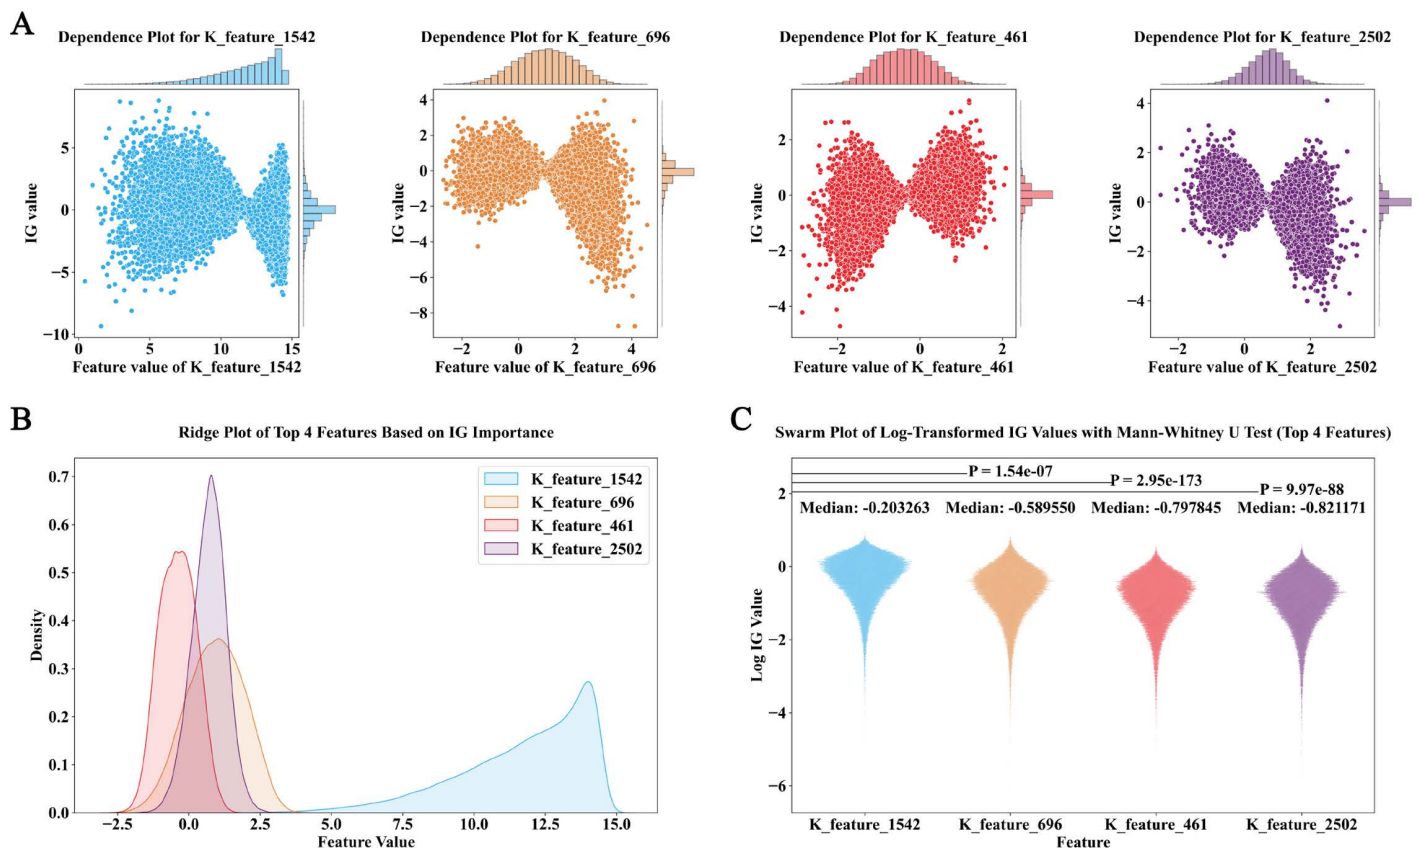 A
Dependence Plot for K_feature_1542
5
0
−5
−10
IG value
0 5 10 15
Feature value of K_feature_1542
Dependence Plot for K_feature_696
4
2
0
−2
−4
−6
−8
IG value
−2 0 2 4
Feature value of K_feature_696
Dependence Plot for K_feature_461
2
0
−2
−4
IG value
−2 0 2
Feature value of K_feature_461
Dependence Plot for K_feature_2502
4
2
0
−2
−4
IG value
−2 0 2
Feature value of K_feature_2502
B
Ridge Plot of Top 4 Features Based on IG Importance
K_feature_1542
K_feature_696
K_feature_461
K_feature_2502
0.7
0.6
0.5
0.4
0.3
0.2
0.1
0.0
Density
−2.5 0.0 2.5 5.0 7.5 10.0 12.5 15.0
Feature Value
C
Swarm Plot of Log-Transformed IG Values with Mann-Whitney U Test (Top 4 Features)
P = 1.54e-07
P = 2.95e-173
P = 9.97e-88
Median: -0.203263 Median: -0.589550 Median: -0.797845 Median: -0.821171
2
0
−2
−4
−6
Log IG Value
K_feature_1542 K_feature_696 K_feature_461 K_feature_2502
Feature